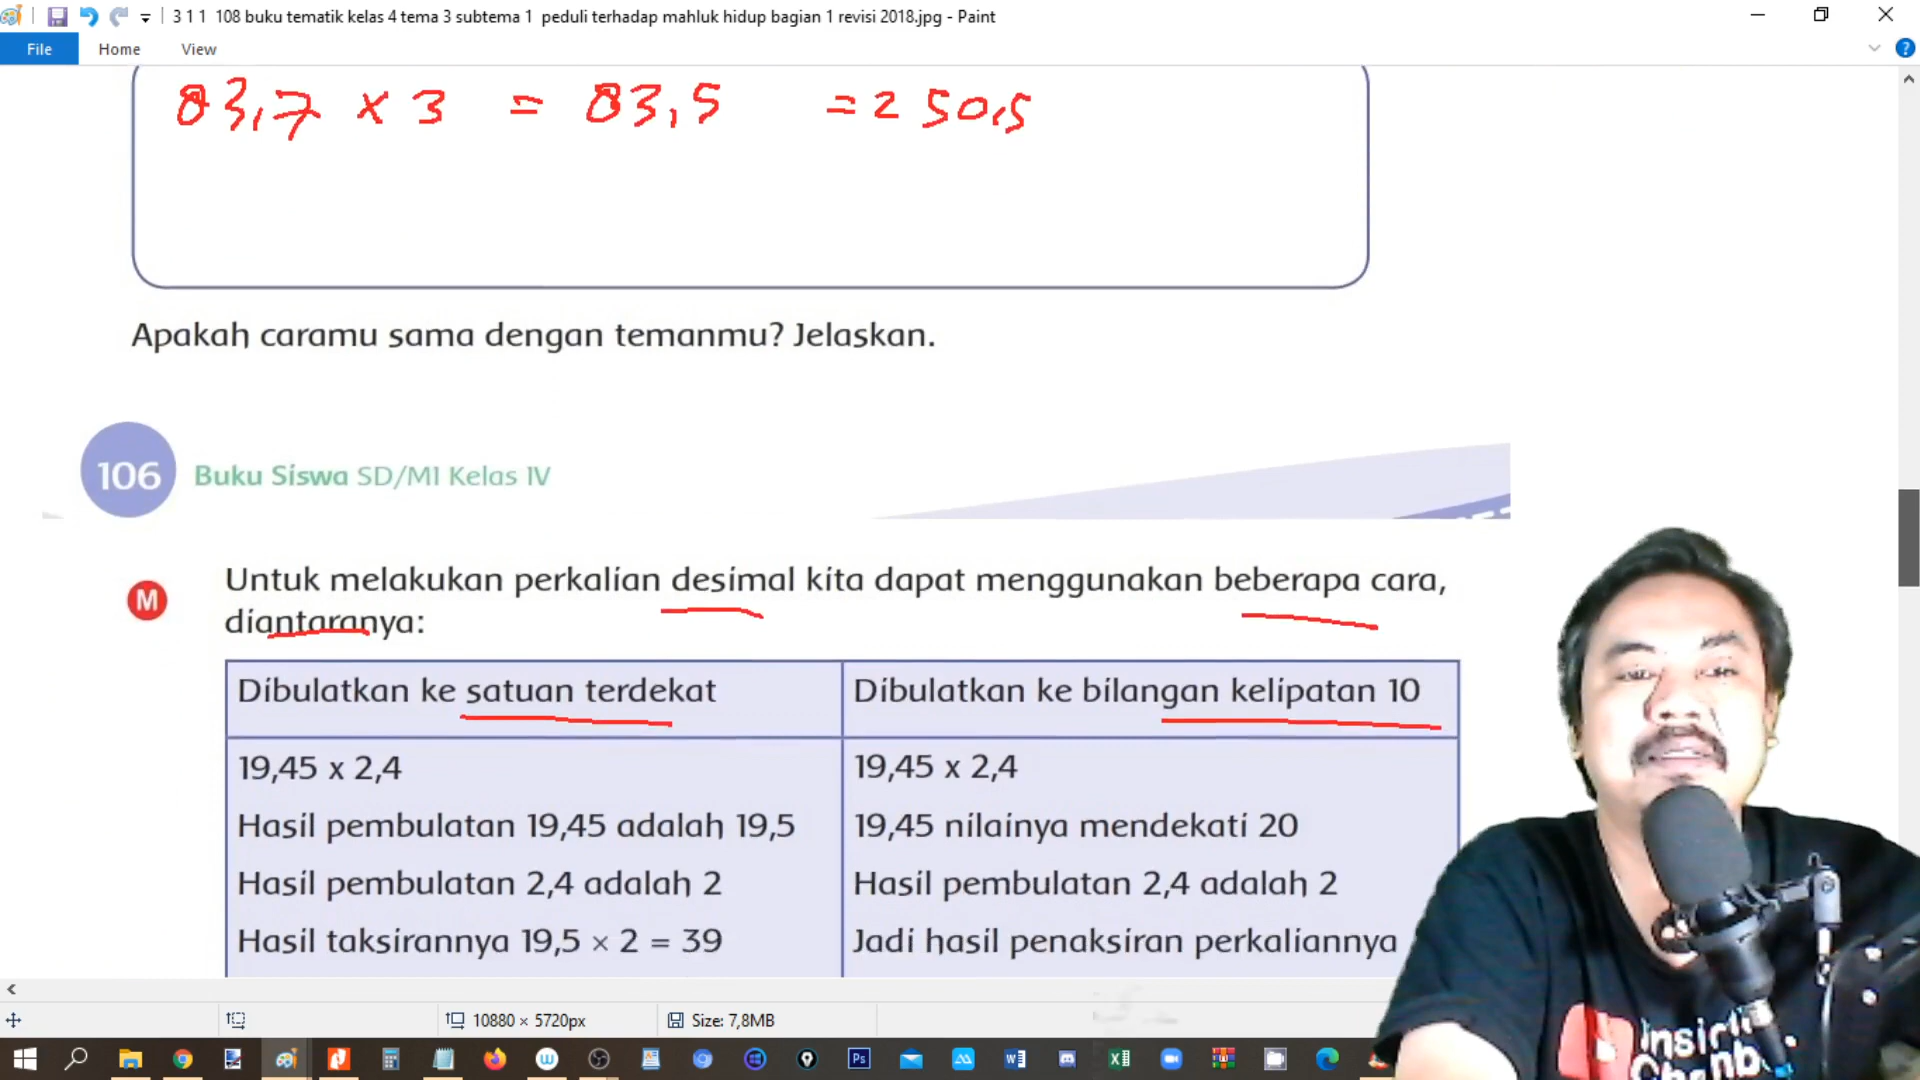 3 1 1 108 buku tematik kelas 4 tema 3 subtema 1 peduli terhadap mahluk hidup bagian 1 revisi 2018.jpg - Paint
File Home View
83,7 x 3 = 83,5 = 250,5
Apakah caramu sama dengan temanmu? Jelaskan.
106 Buku Siswa SD/MI Kelas IV
M
Untuk melakukan perkalian desimal kita dapat menggunakan beberapa cara,
diantaranya:
Dibulatkan ke satuan terdekat
19,45 x 2,4
Hasil pembulatan 19,45 adalah 19,5
Hasil pembulatan 2,4 adalah 2
Hasil taksirannya 19,5 × 2 = 39
Dibulatkan ke bilangan kelipatan 10
19,45 x 2,4
19,45 nilainya mendekati 20
Hasil pembulatan 2,4 adalah 2
Jadi hasil penaksiran perkaliannya
10880 × 5720px Size: 7,8MB